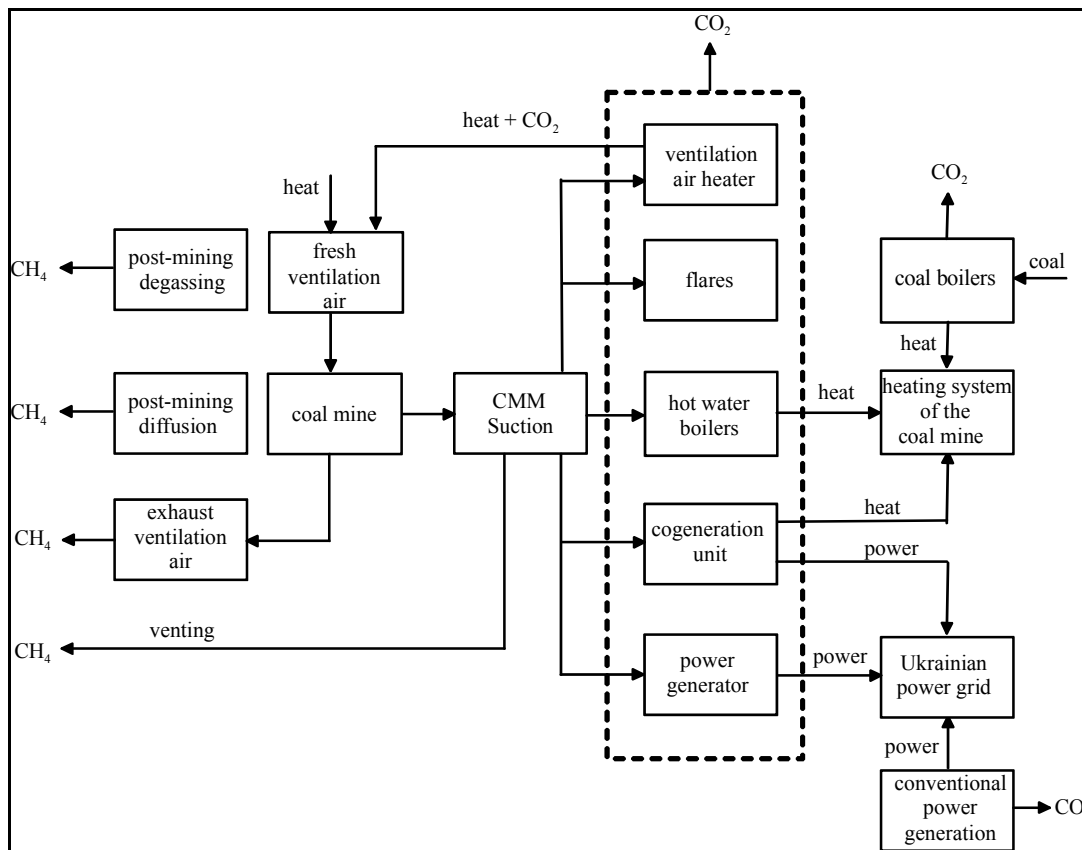 CO₂
heat + CO₂
ventilation
air heater
CO₂
heat
post-mining
degassing
fresh
ventilation
air
flares
coal boilers
coal
CH₄
heat
post-mining
diffusion
coal mine
CMM
Suction
hot water
boilers
heat
heating system
of the
coal mine
CH₄
exhaust
ventilation
air
cogeneration
unit
heat
power
CH₄
venting
CH₄
power
generator
power
Ukrainian
power grid
power
conventional
power
generation
CO